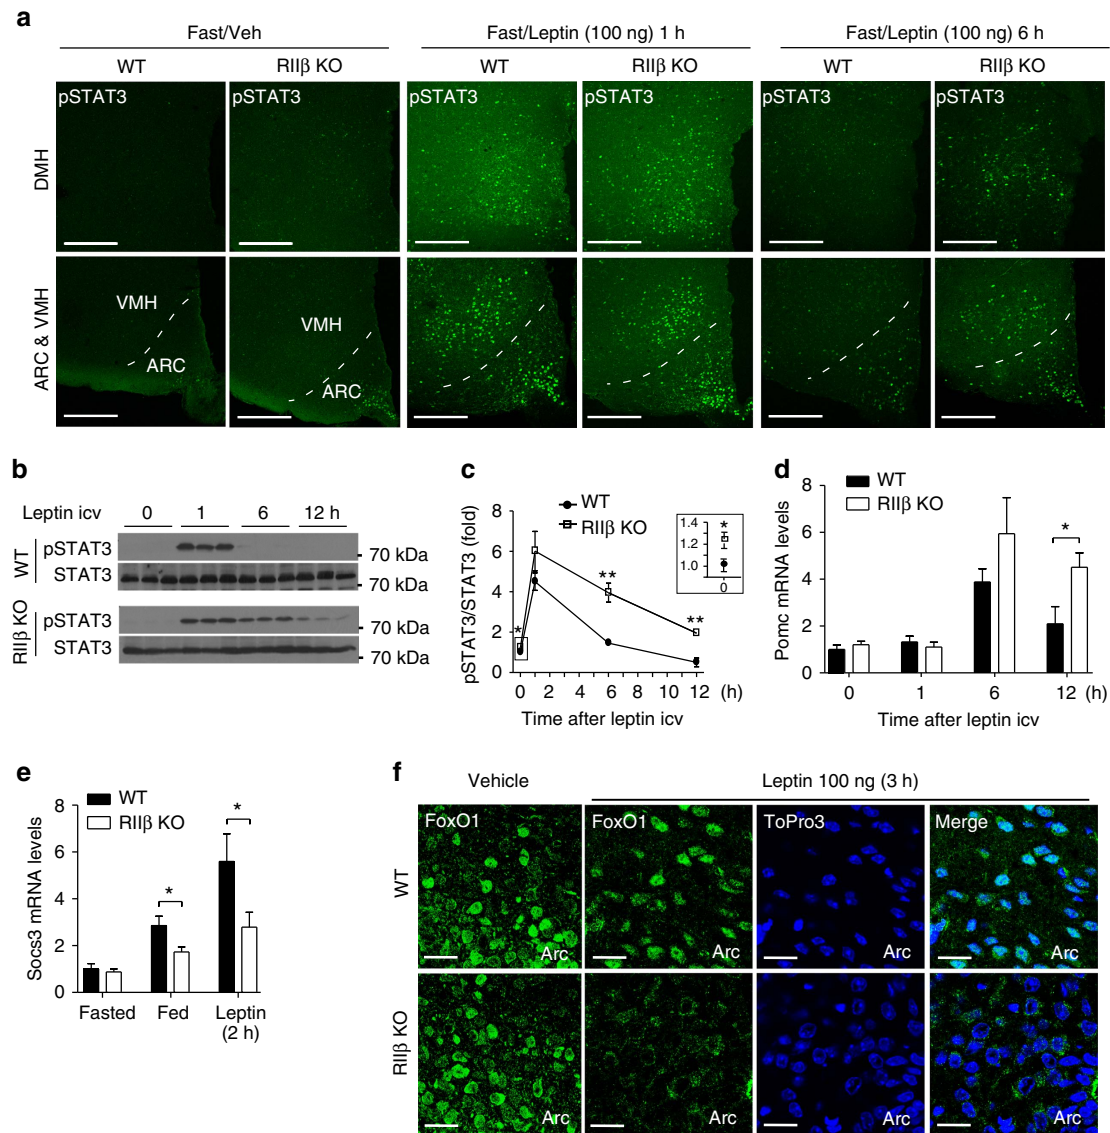 a
Fast/Veh
Fast/Leptin (100 ng) 1 h
Fast/Leptin (100 ng) 6 h
WT
RIIβ KO
WT
RIIβ KO
WT
RIIβ KO
DMH
pSTAT3
pSTAT3
pSTAT3
pSTAT3
pSTAT3
pSTAT3
ARC & VMH
VMH
ARC
VMH
ARC
b
Leptin icv
0
1
6
12 h
WT
pSTAT3
70 kDa
STAT3
70 kDa
RIIβ KO
pSTAT3
70 kDa
STAT3
70 kDa
c
WT
RIIβ KO
pSTAT3/STAT3 (fold)
8
6
4
2
0
*
**
**
1.4
1.2
1.0
*
0
0 2 4 6 8 10 12 (h)
Time after leptin icv
d
WT
RIIβ KO
Pomc mRNA levels
8
6
4
2
0
*
0 1 6 12 (h)
Time after leptin icv
e
WT
RIIβ KO
Socs3 mRNA levels
8
6
4
2
0
*
*
Fasted
Fed
Leptin
(2 h)
f
Vehicle
Leptin 100 ng (3 h)
WT
FoxO1
Arc
FoxO1
Arc
ToPro3
Arc
Merge
Arc
RIIβ KO
Arc
Arc
Arc
Arc